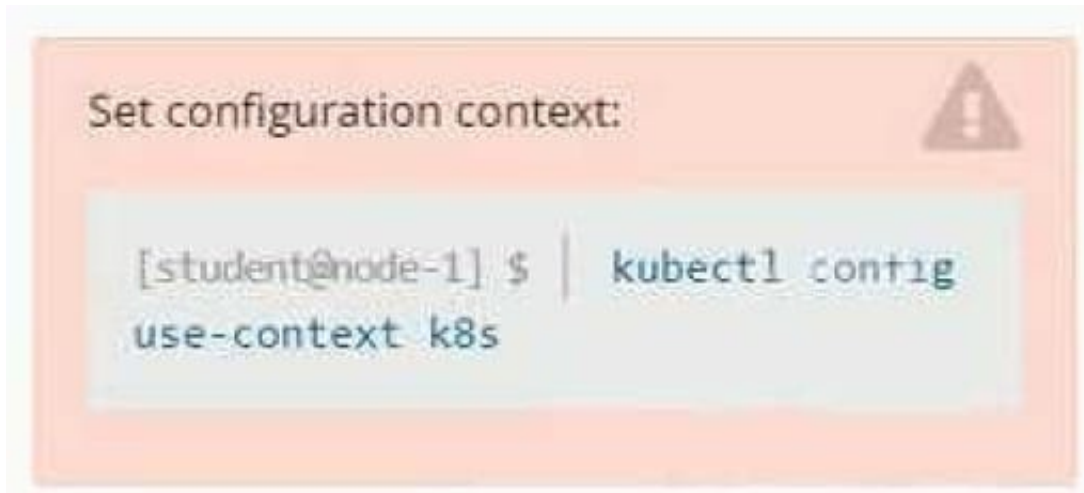 Set configuration context:
[student@node-1] $ | kubectl config
use-context k8s